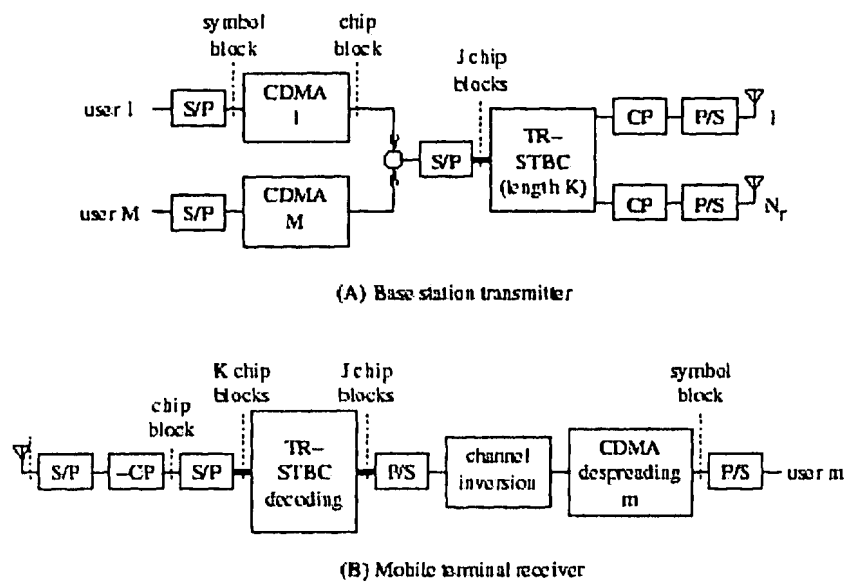 symbol block
chip block
J chip blocks
user 1
S/P
CDMA 1
S/P
TR-STBC (length K)
CP
P/S
1
user M
S/P
CDMA M
CP
P/S
N_r
(A) Base station transmitter
K chip blocks
J chip blocks
symbol block
chip block
S/P
-CP
S/P
TR-STBC decoding
P/S
channel inversion
CDMA despreading m
P/S
user m
(B) Mobile terminal receiver